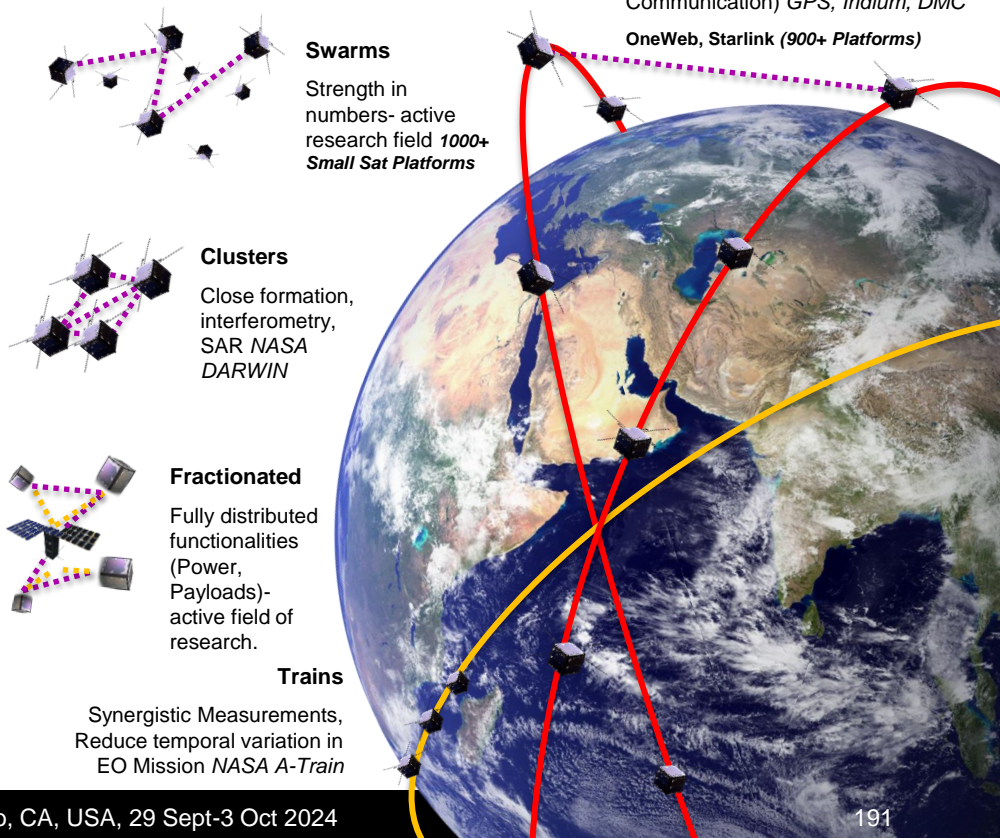 Communication) GPS, Iridium, DMC
OneWeb, Starlink (900+ Platforms)
Swarms
Strength in
numbers- active
research field 1000+
Small Sat Platforms
Clusters
Close formation,
interferometry,
SAR NASA
DARWIN
Fractionated
Fully distributed
functionalities
(Power,
Payloads)-
active field of
research.
Trains
Synergistic Measurements,
Reduce temporal variation in
EO Mission NASA A-Train
, CA, USA, 29 Sept-3 Oct 2024
191